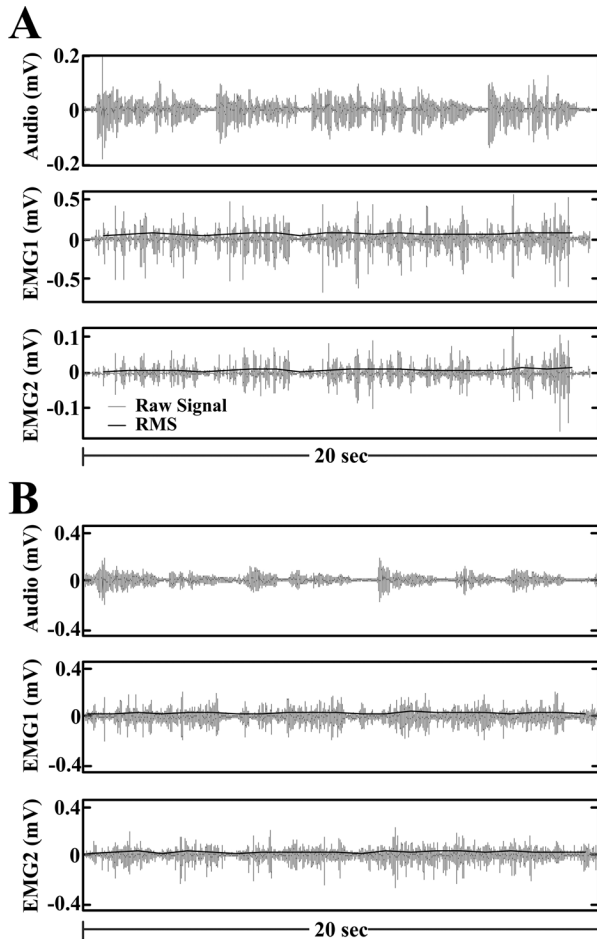 A
Audio (mV)
0.2
0
-0.2
EMG1 (mV)
0.5
0
-0.5
EMG2 (mV)
0.1
0
-0.1
Raw Signal
RMS
20 sec
B
Audio (mV)
0.4
0
-0.4
EMG1 (mV)
0.4
0
-0.4
EMG2 (mV)
0.4
0
-0.4
20 sec